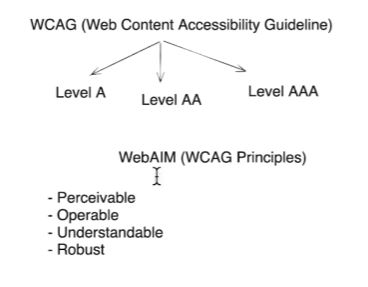 WCAG (Web Content Accessibility Guideline)
Level A
Level AA
Level AAA
WebAIM (WCAG Principles)
- Perceivable
- Operable
- Understandable
- Robust